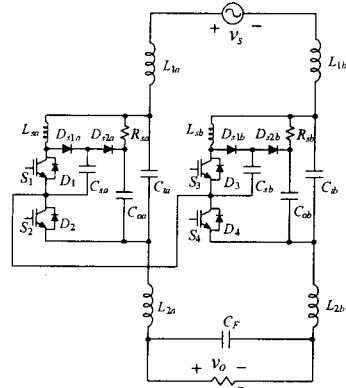 + v_s −
L_1a L_1b
L_sa D_s1a D_s2a R_sa
L_sb D_s1b D_s2b R_sb
S_1 D_1 C_sa C_ta
S_3 D_3 C_sb C_tb
S_2 D_2 C_oa
S_4 D_4 C_ob
L_2a L_2b
C_F
+ v_o −